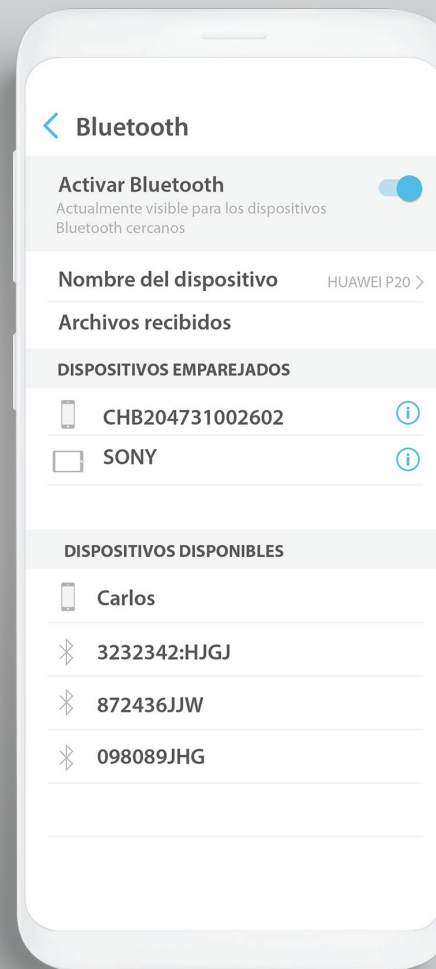 Bluetooth
Activar Bluetooth
Actualmente visible para los dispositivos
Bluetooth cercanos
Nombre del dispositivo HUAWEI P20
Archivos recibidos
DISPOSITIVOS EMPAREJADOS
CHB204731002602
SONY
DISPOSITIVOS DISPONIBLES
Carlos
3232342:HJGJ
872436JJW
098089JHG